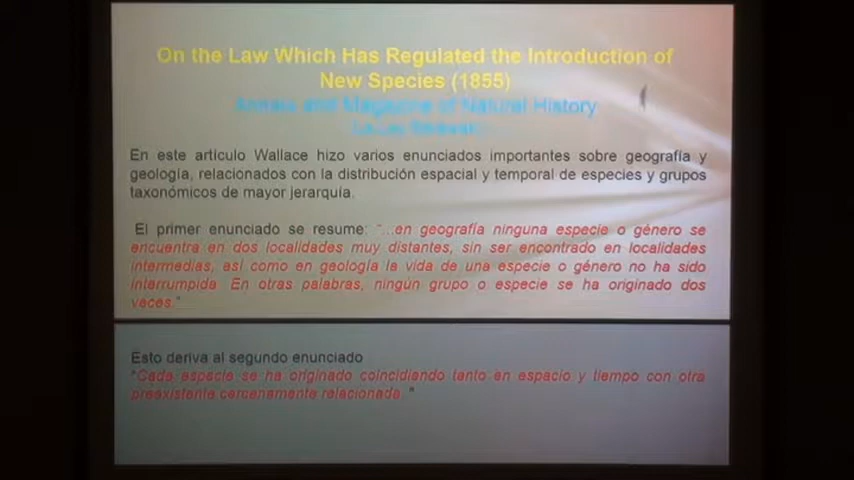 On the Law Which Has Regulated the Introduction of
New Species (1855)
Annals and Magazine of Natural History
En este artículo Wallace hizo varios enunciados importantes sobre geografía y
geología, relacionados con la distribución espacial y temporal de especies y grupos
taxonómicos de mayor jerarquía.
El primer enunciado se resume: "...en geografía ninguna especie o género se
encuentra en dos localidades muy distantes, sin ser encontrado en localidades
intermedias, así como en geología la vida de una especie o género no ha sido
interrumpida. En otras palabras, ningún grupo o especie se ha originado dos
veces."
Esto deriva al segundo enunciado
"Cada especie se ha originado coincidiendo tanto en espacio y tiempo con otra
preexistente cercanamente relacionada. "